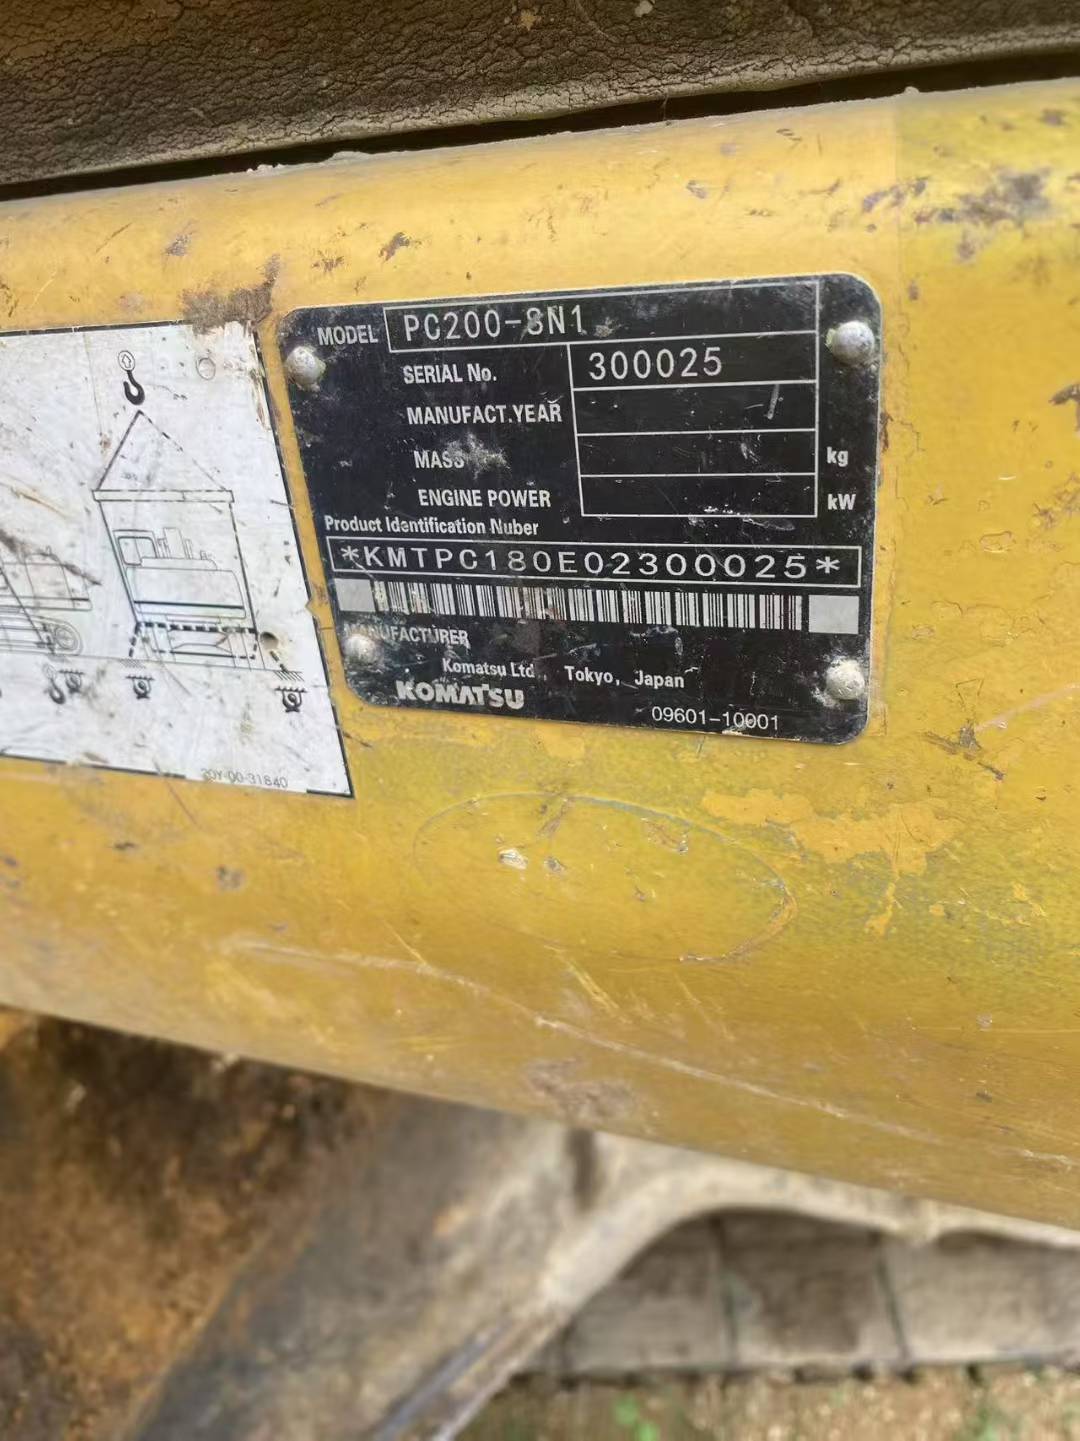 MODEL PC200-8N1
SERIAL No. 300025
MANUFACT.YEAR
MASS kg
ENGINE POWER kW
Product Identification Nuber
*KMTPC180E02300025*
MANUFACTURER
Komatsu Ltd. Tokyo, Japan
KOMATSU
09601-10001
20Y-00-31840